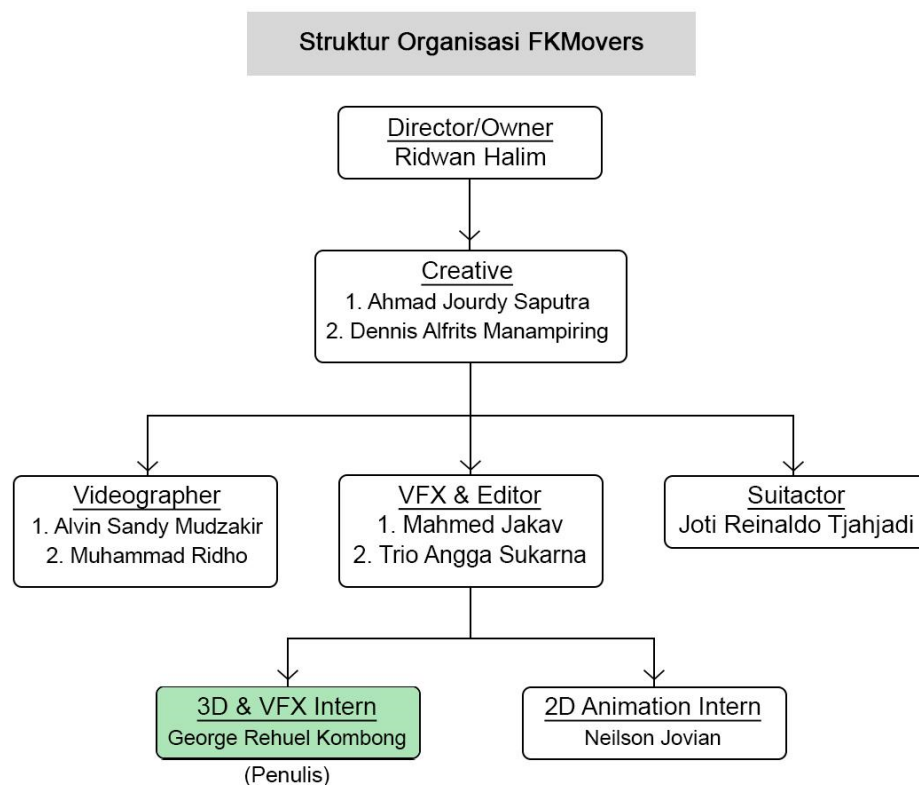 Struktur Organisasi FKMovers
Director/Owner
Ridwan Halim
Creative
1. Ahmad Jourdy Saputra
2. Dennis Alfrits Manampiring
Videographer
1. Alvin Sandy Mudzakir
2. Muhammad Ridho
VFX & Editor
1. Mahmed Jakav
2. Trio Angga Sukarna
Suitactor
Joti Reinaldo Tjahjadi
3D & VFX Intern
George Rehuel Kombong
(Penulis)
2D Animation Intern
Neilson Jovian